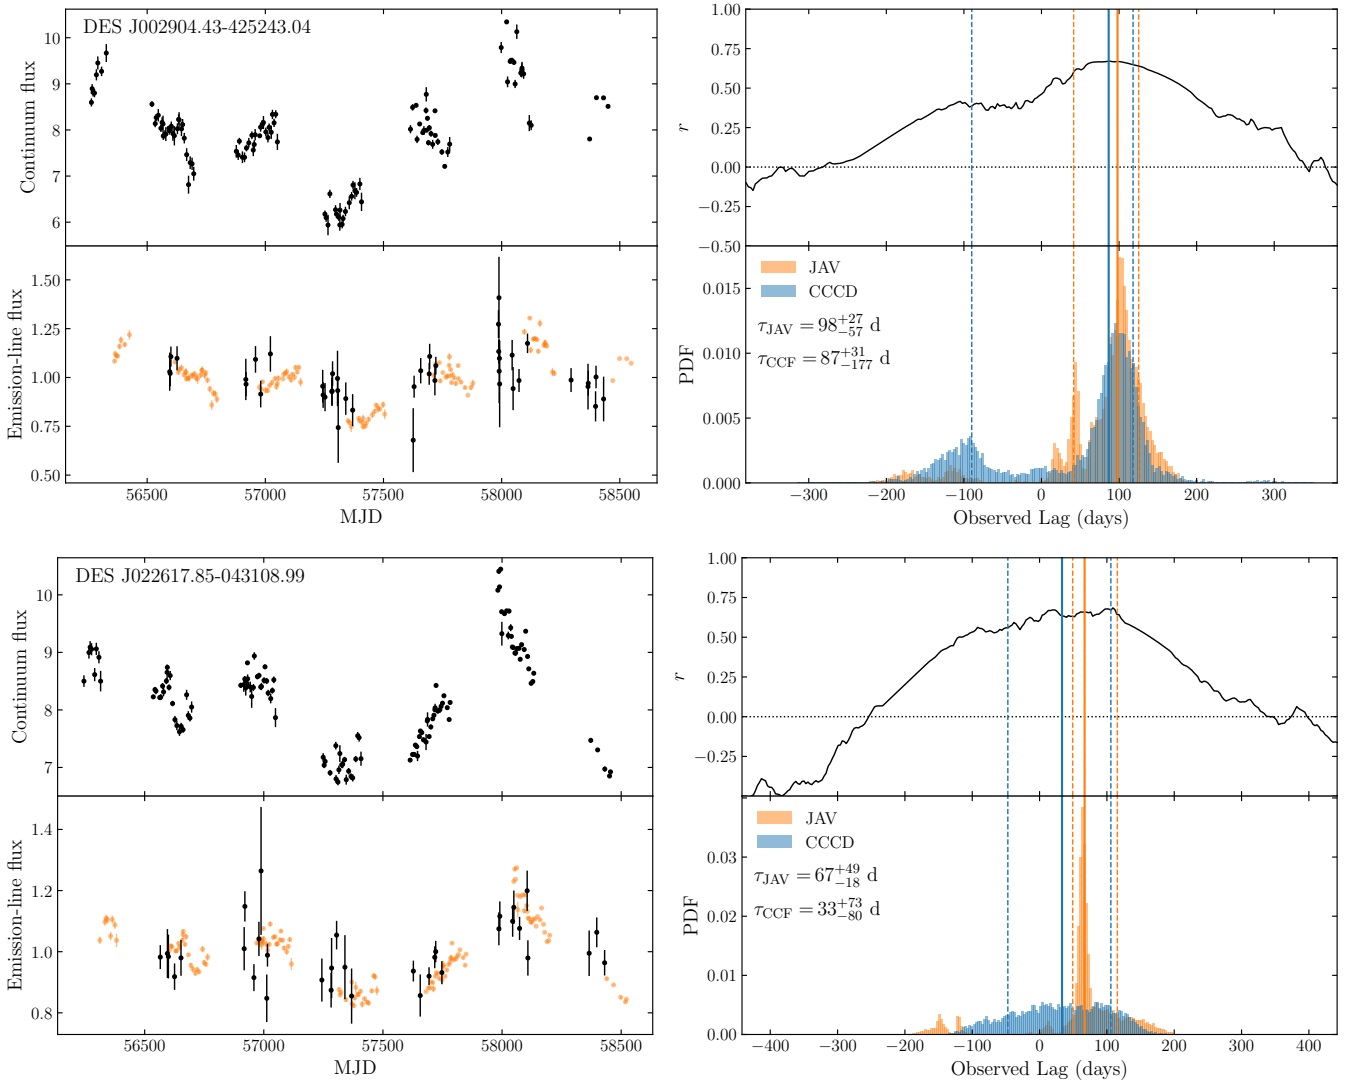 DES J002904.43-425243.04
Continuum flux
10
9
8
7
6
Emission-line flux
1.50
1.25
1.00
0.75
0.50
56500 57000 57500 58000 58500
MJD
r
1.00
0.75
0.50
0.25
0.00
−0.25
−0.50
JAV
CCCD
τJAV = 98+27−57 d
τCCF = 87+31−177 d
PDF
0.015
0.010
0.005
0.000
−300 −200 −100 0 100 200 300
Observed Lag (days)
DES J022617.85-043108.99
Continuum flux
10
9
8
7
Emission-line flux
1.4
1.2
1.0
0.8
56500 57000 57500 58000 58500
MJD
r
1.00
0.75
0.50
0.25
0.00
−0.25
JAV
CCCD
τJAV = 67+49−18 d
τCCF = 33+73−80 d
PDF
0.03
0.02
0.01
0.00
−400 −300 −200 −100 0 100 200 300 400
Observed Lag (days)